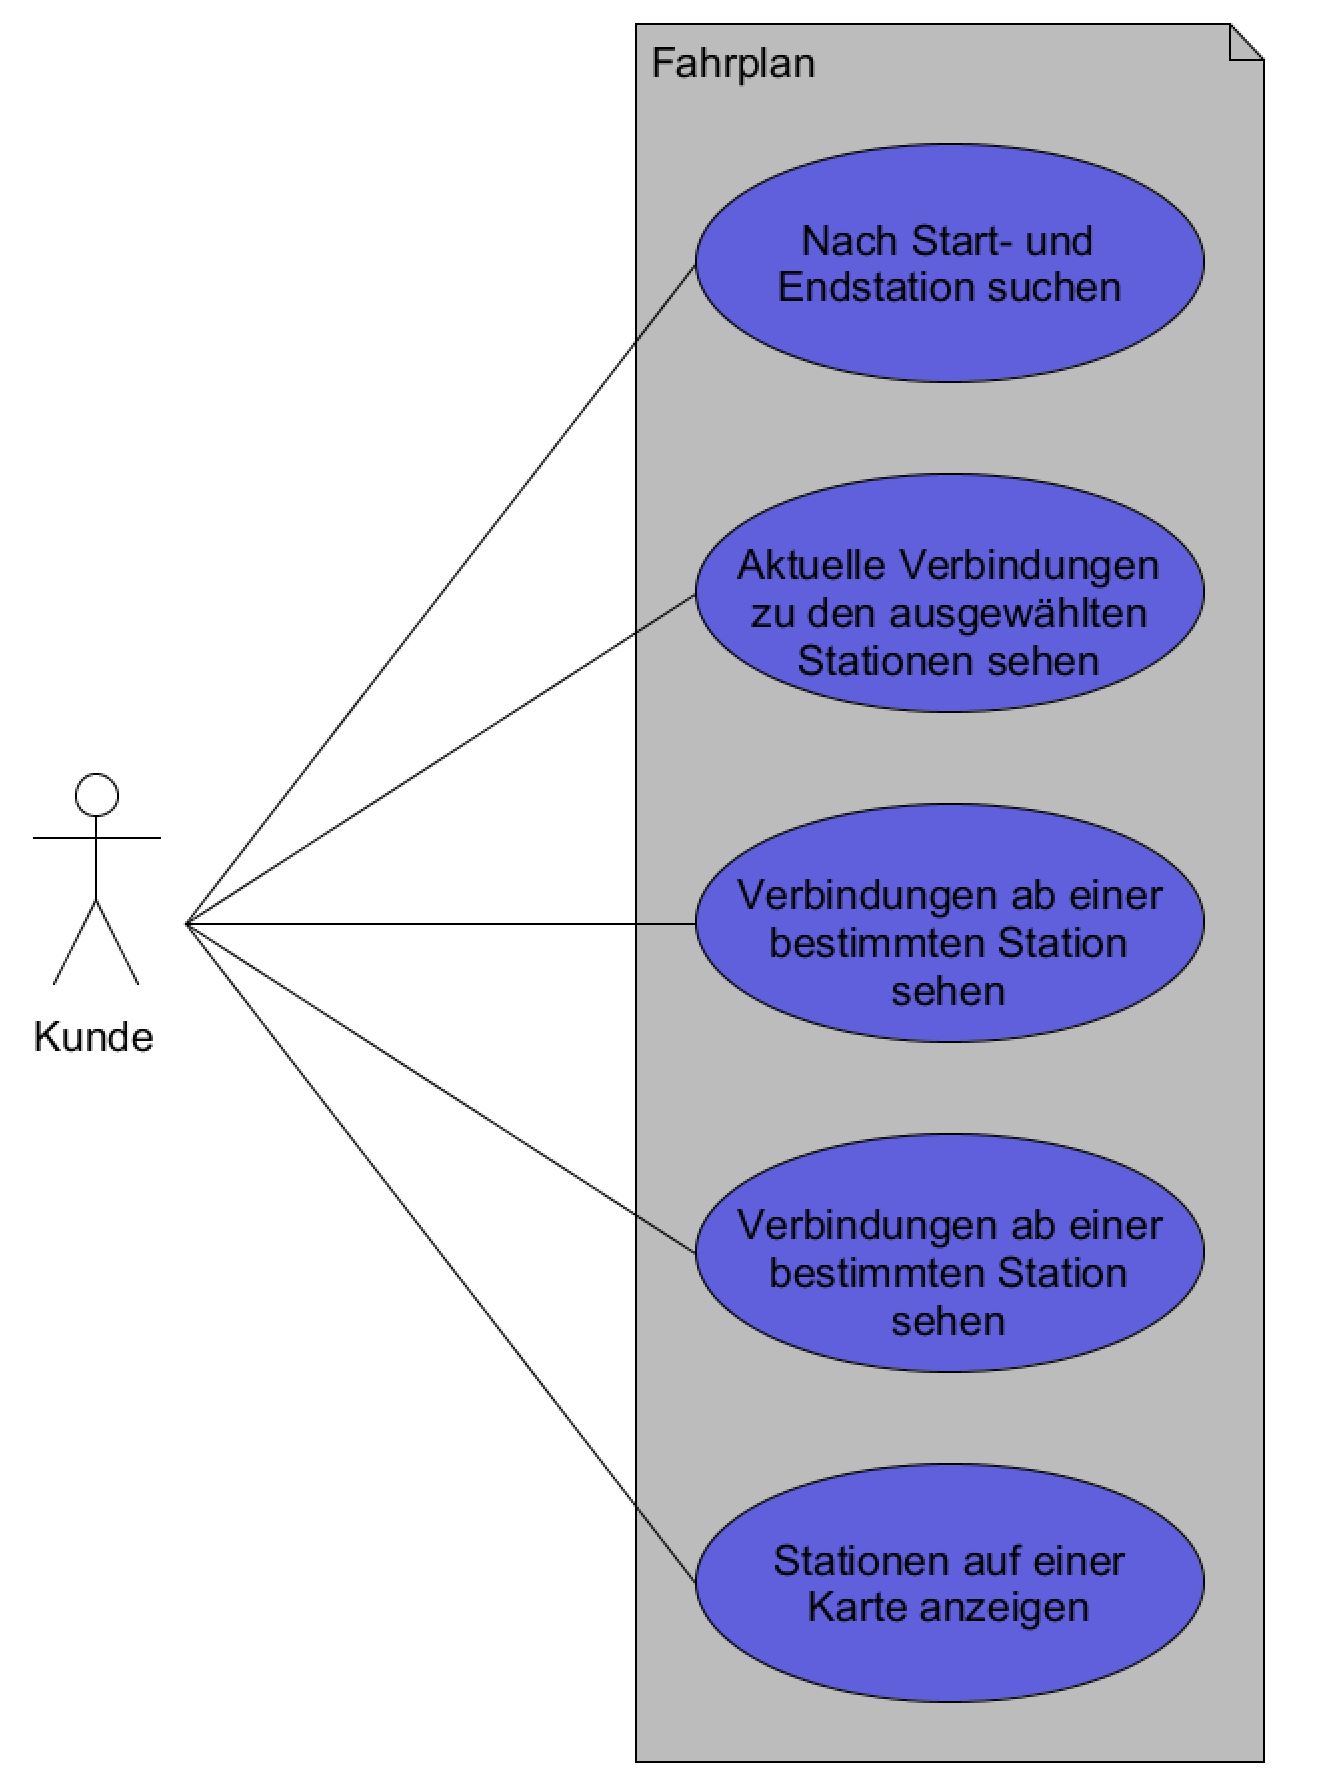 Fahrplan
Nach Start- und
Endstation suchen
Aktuelle Verbindungen
zu den ausgewählten
Stationen sehen
Verbindungen ab einer
bestimmten Station
sehen
Kunde
Verbindungen ab einer
bestimmten Station
sehen
Stationen auf einer
Karte anzeigen